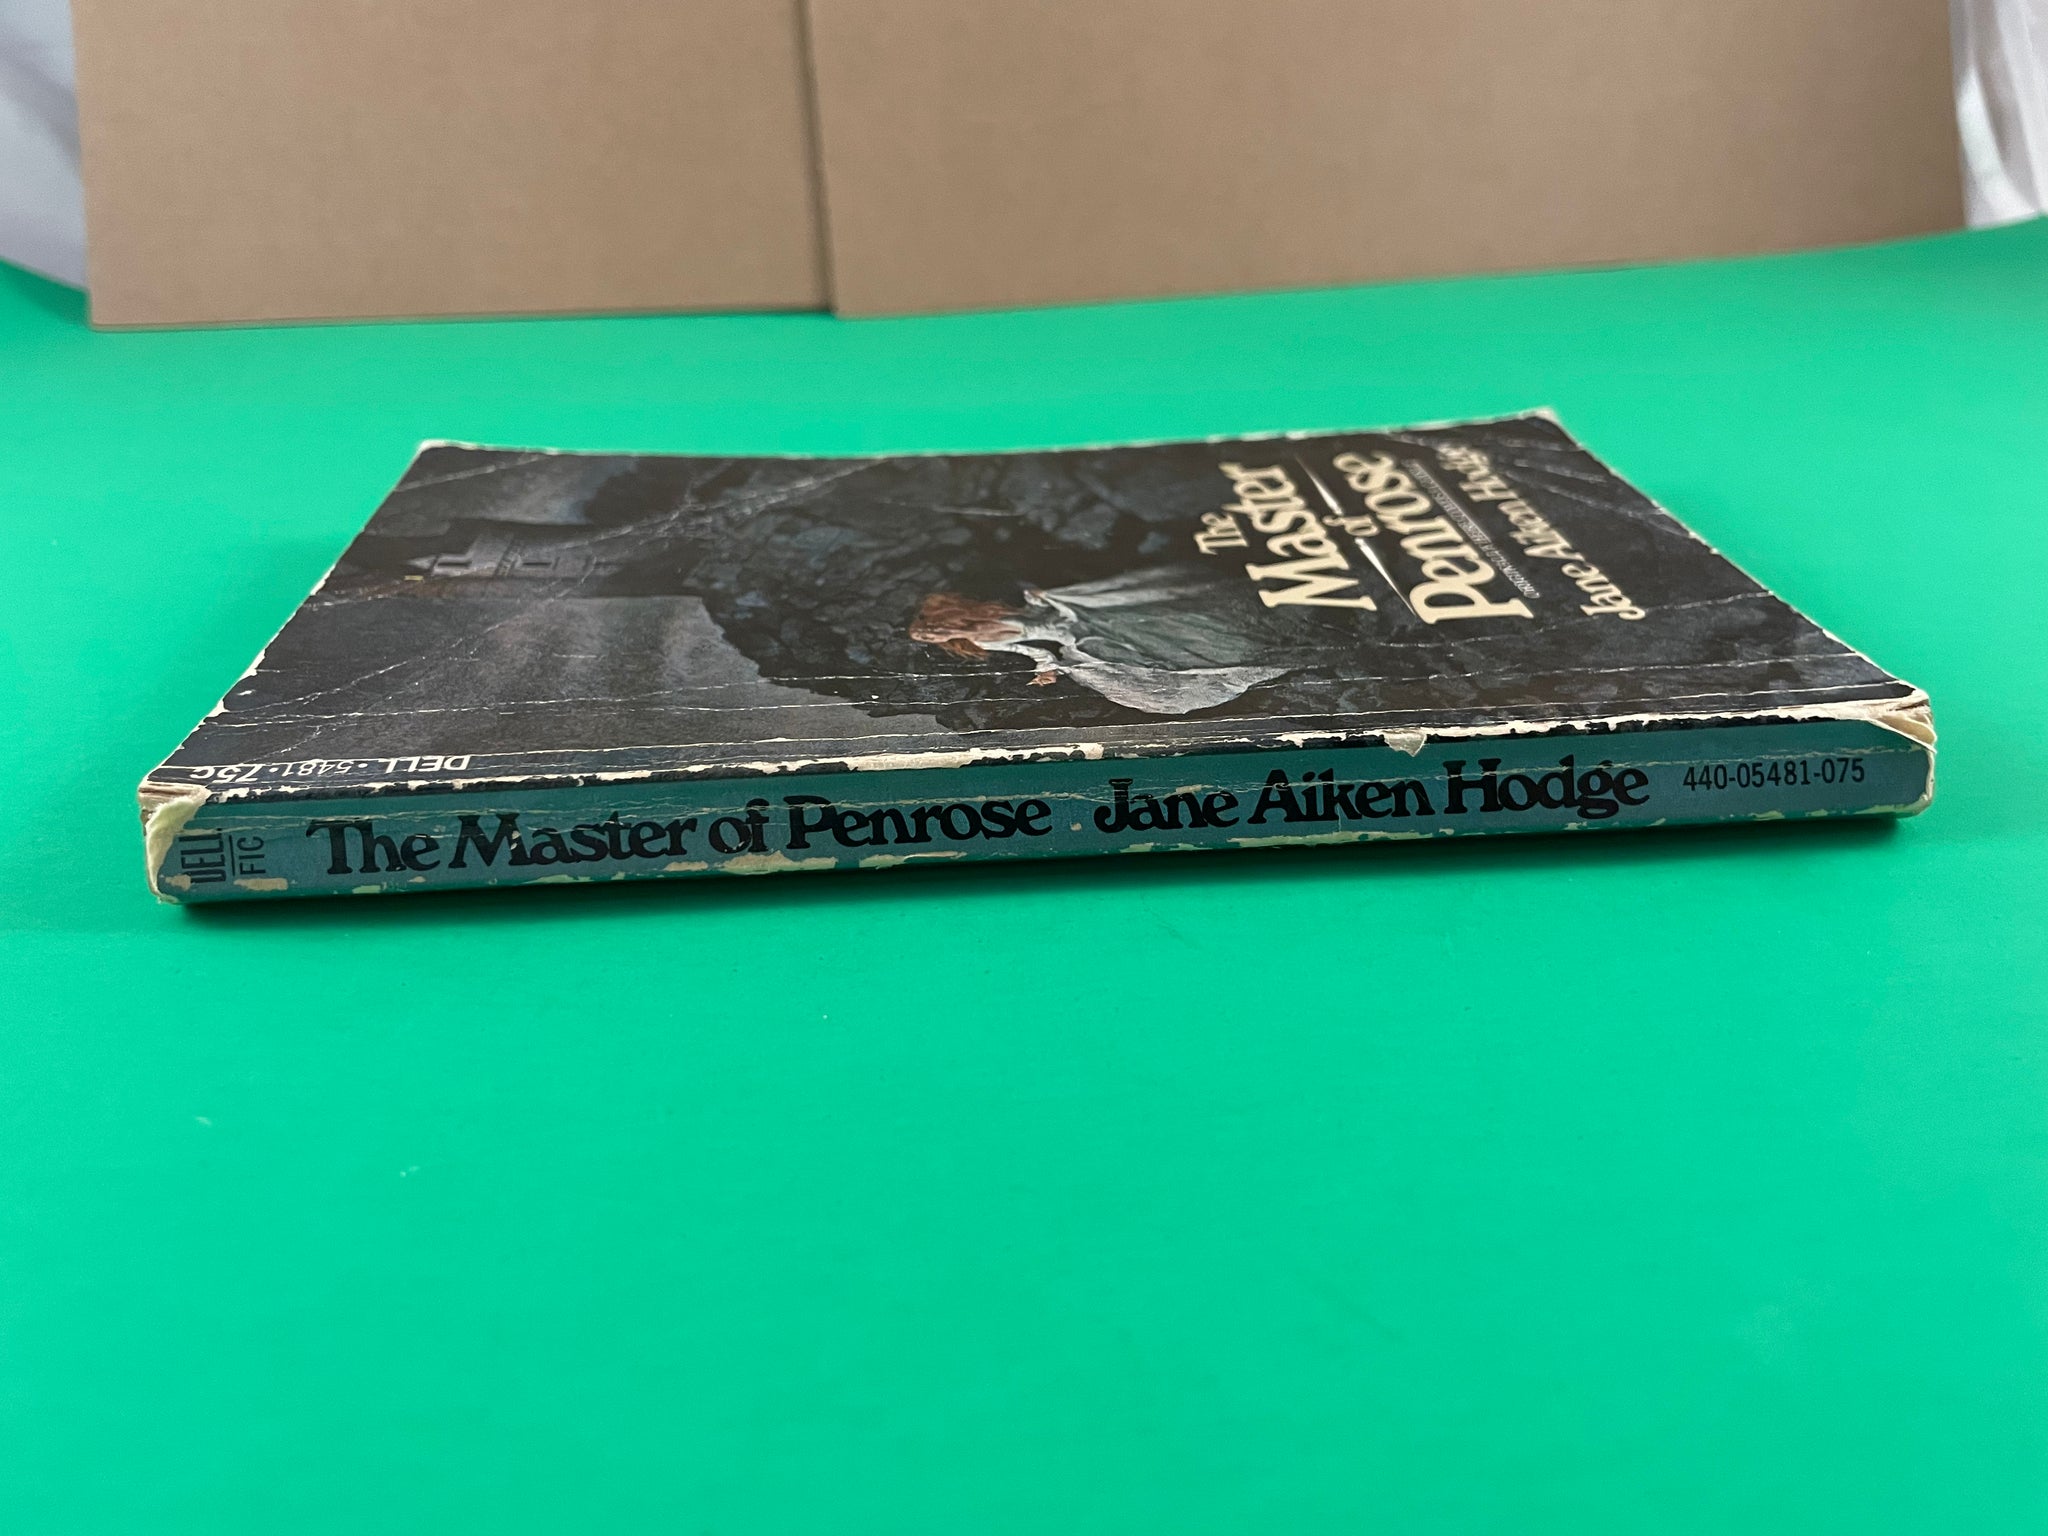 The
Master
of
Penrose
Jane Aiken Hodge
DELL • 5481 • 75c
DELL
FIC
The Master of Penrose Jane Aiken Hodge 440-05481-075